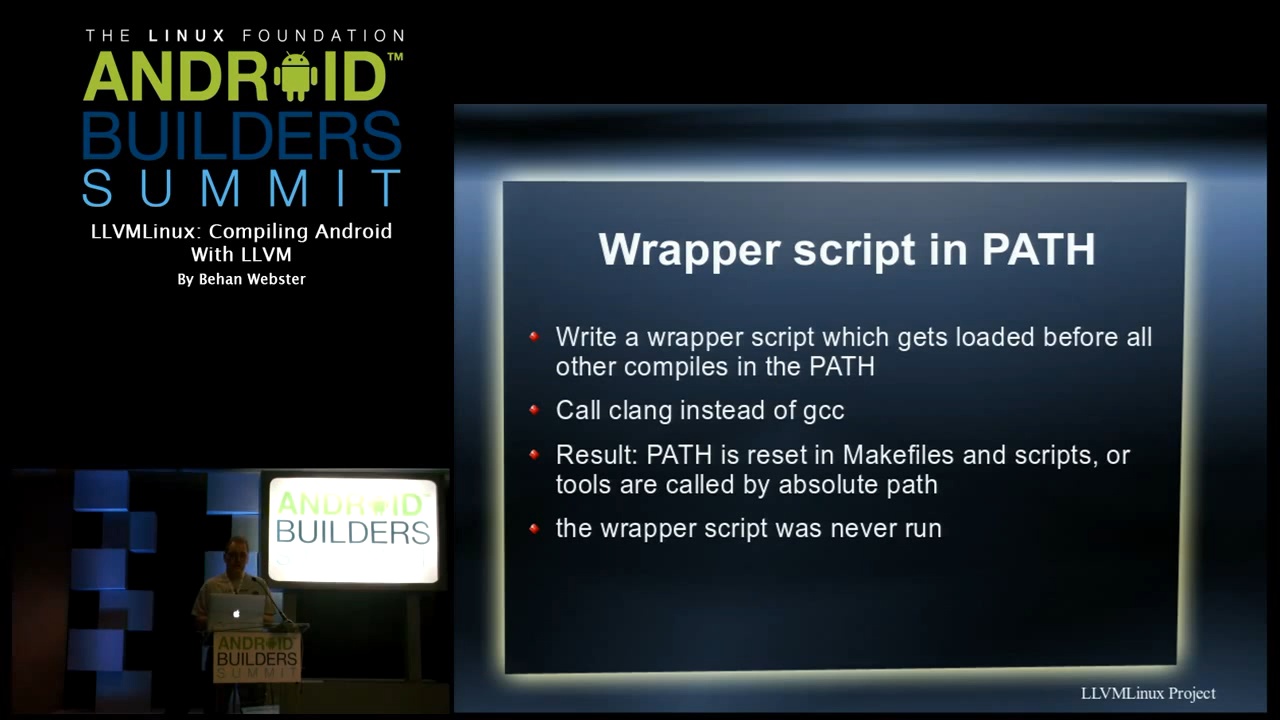 THE LINUX FOUNDATION
ANDROID™
BUILDERS
SUMMIT
LLVMLinux: Compiling Android
With LLVM
By Behan Webster
Wrapper script in PATH
Write a wrapper script which gets loaded before all
other compiles in the PATH
Call clang instead of gcc
Result: PATH is reset in Makefiles and scripts, or
tools are called by absolute path
the wrapper script was never run
LLVMLinux Project
ANDROID™
BUILDERS
ANDROID
BUILDERS
SUMMIT